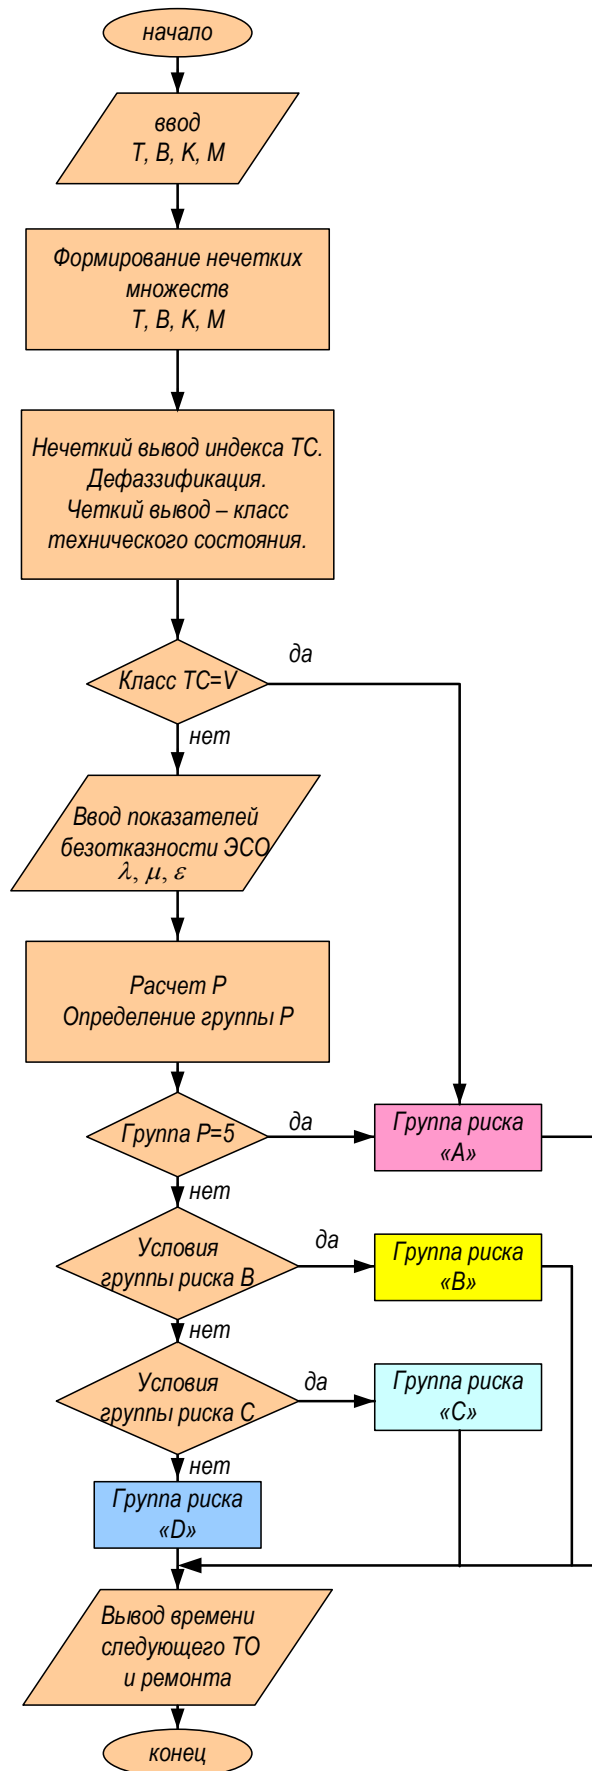 начало
ввод
Т, В, К, М
Формирование нечетких
множеств
Т, В, К, М
Нечеткий вывод индекса ТС.
Дефаззификация.
Четкий вывод – класс
технического состояния.
Класс ТС=V
да
нет
Ввод показателей
безотказности ЭСО
λ, μ, ε
Расчет Р
Определение группы Р
Группа Р=5
да
Группа риска
«А»
нет
Условия
группы риска В
да
Группа риска
«В»
нет
Условия
группы риска С
да
Группа риска
«С»
нет
Группа риска
«D»
Вывод времени
следующего ТО
и ремонта
конец